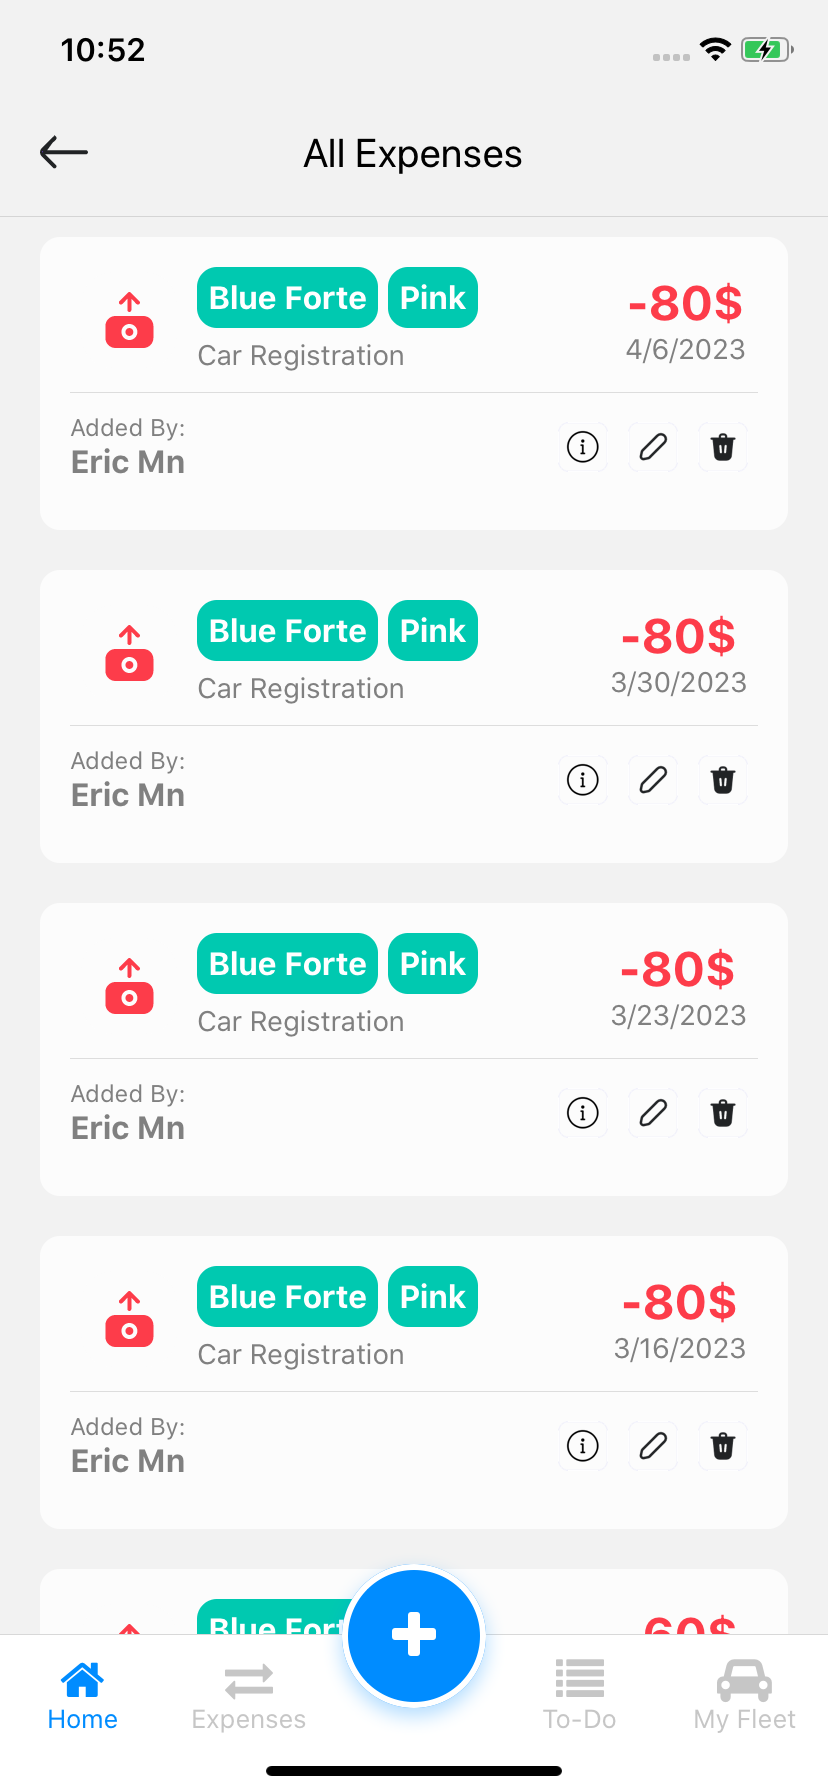 10:52
All Expenses
Blue Forte Pink -80$
Car Registration 4/6/2023
Added By:
Eric Mn
Blue Forte Pink -80$
Car Registration 3/30/2023
Added By:
Eric Mn
Blue Forte Pink -80$
Car Registration 3/23/2023
Added By:
Eric Mn
Blue Forte Pink -80$
Car Registration 3/16/2023
Added By:
Eric Mn
Blue 60$
Home Expenses To-Do My Fleet